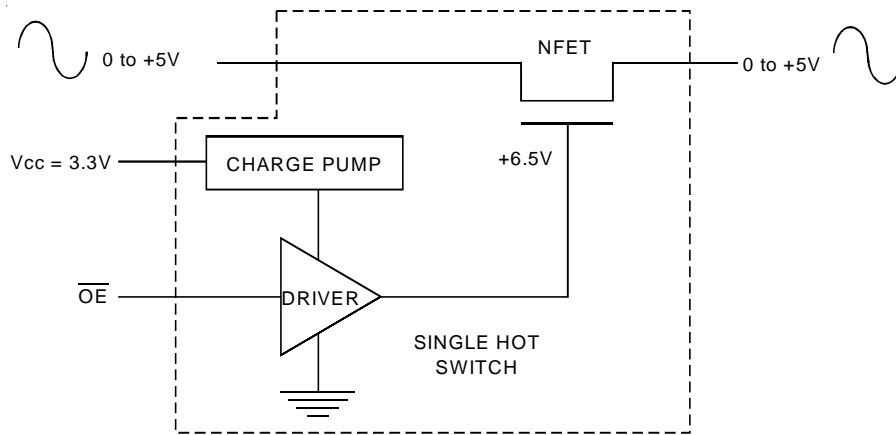 NFET
0 to +5V
0 to +5V
Vcc = 3.3V
CHARGE PUMP
+6.5V
OE
DRIVER
SINGLE HOT
SWITCH